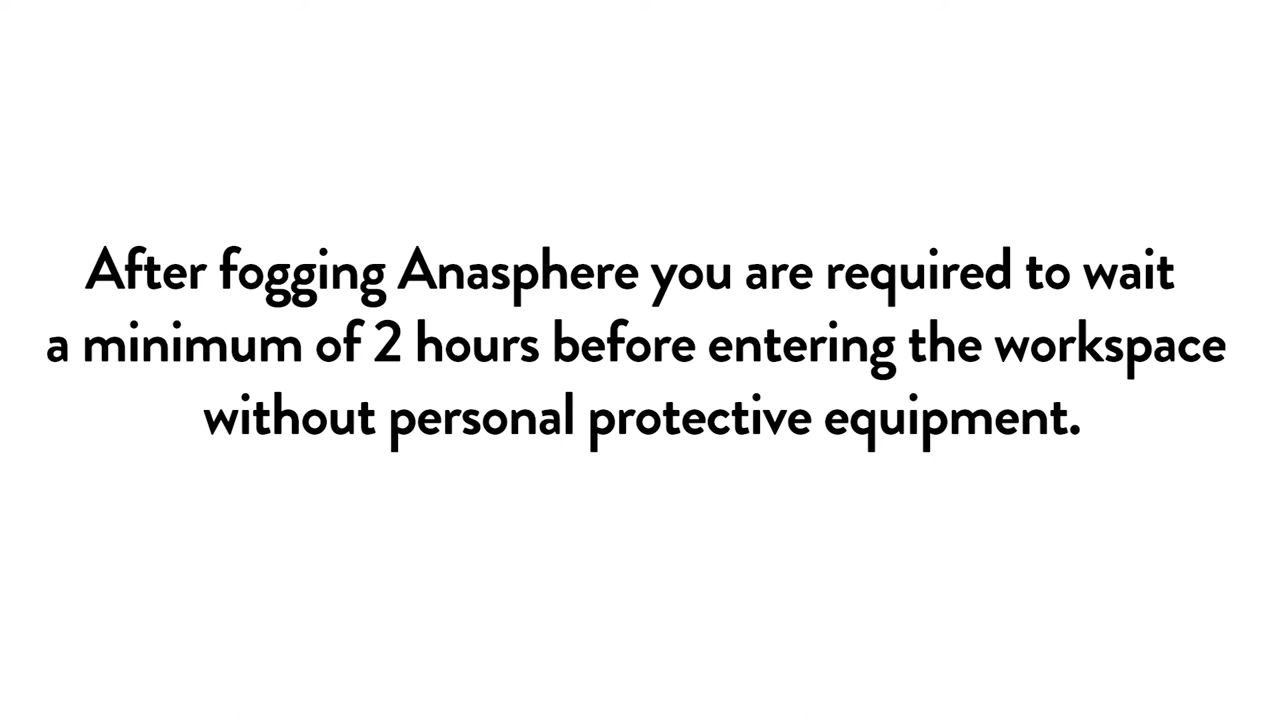 After fogging Anasphere you are required to wait
a minimum of 2 hours before entering the workspace
without personal protective equipment.